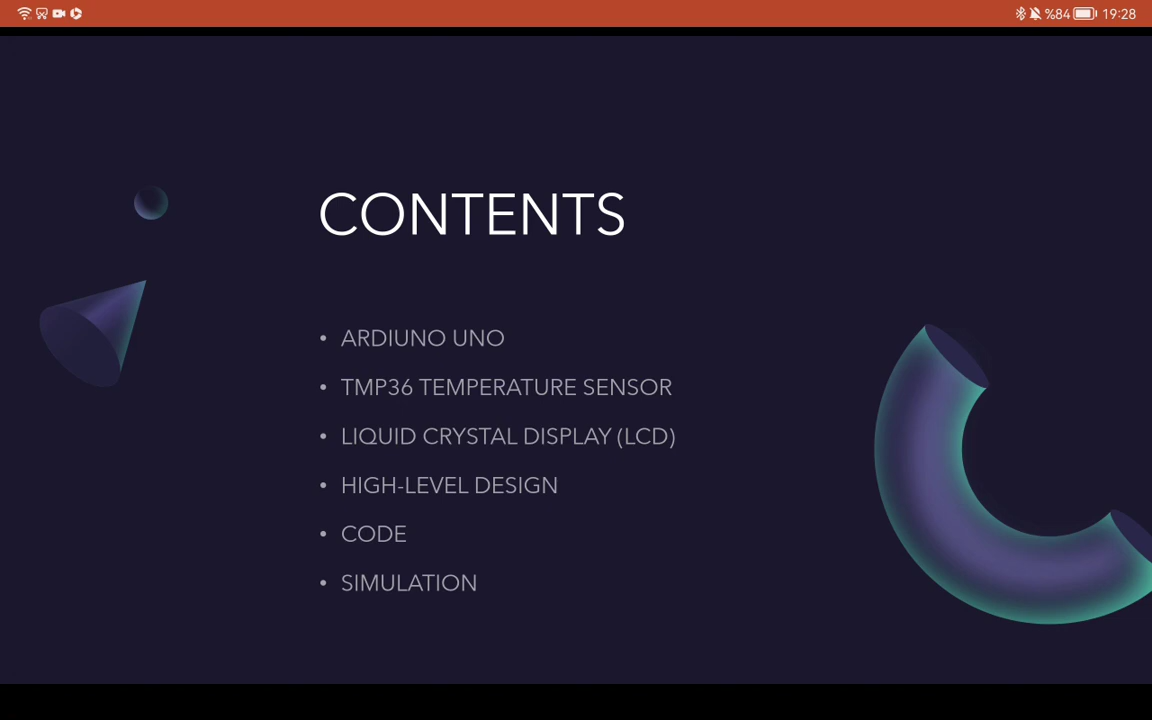 %84 19:28
CONTENTS
• ARDIUNO UNO
• TMP36 TEMPERATURE SENSOR
• LIQUID CRYSTAL DISPLAY (LCD)
• HIGH-LEVEL DESIGN
• CODE
• SIMULATION